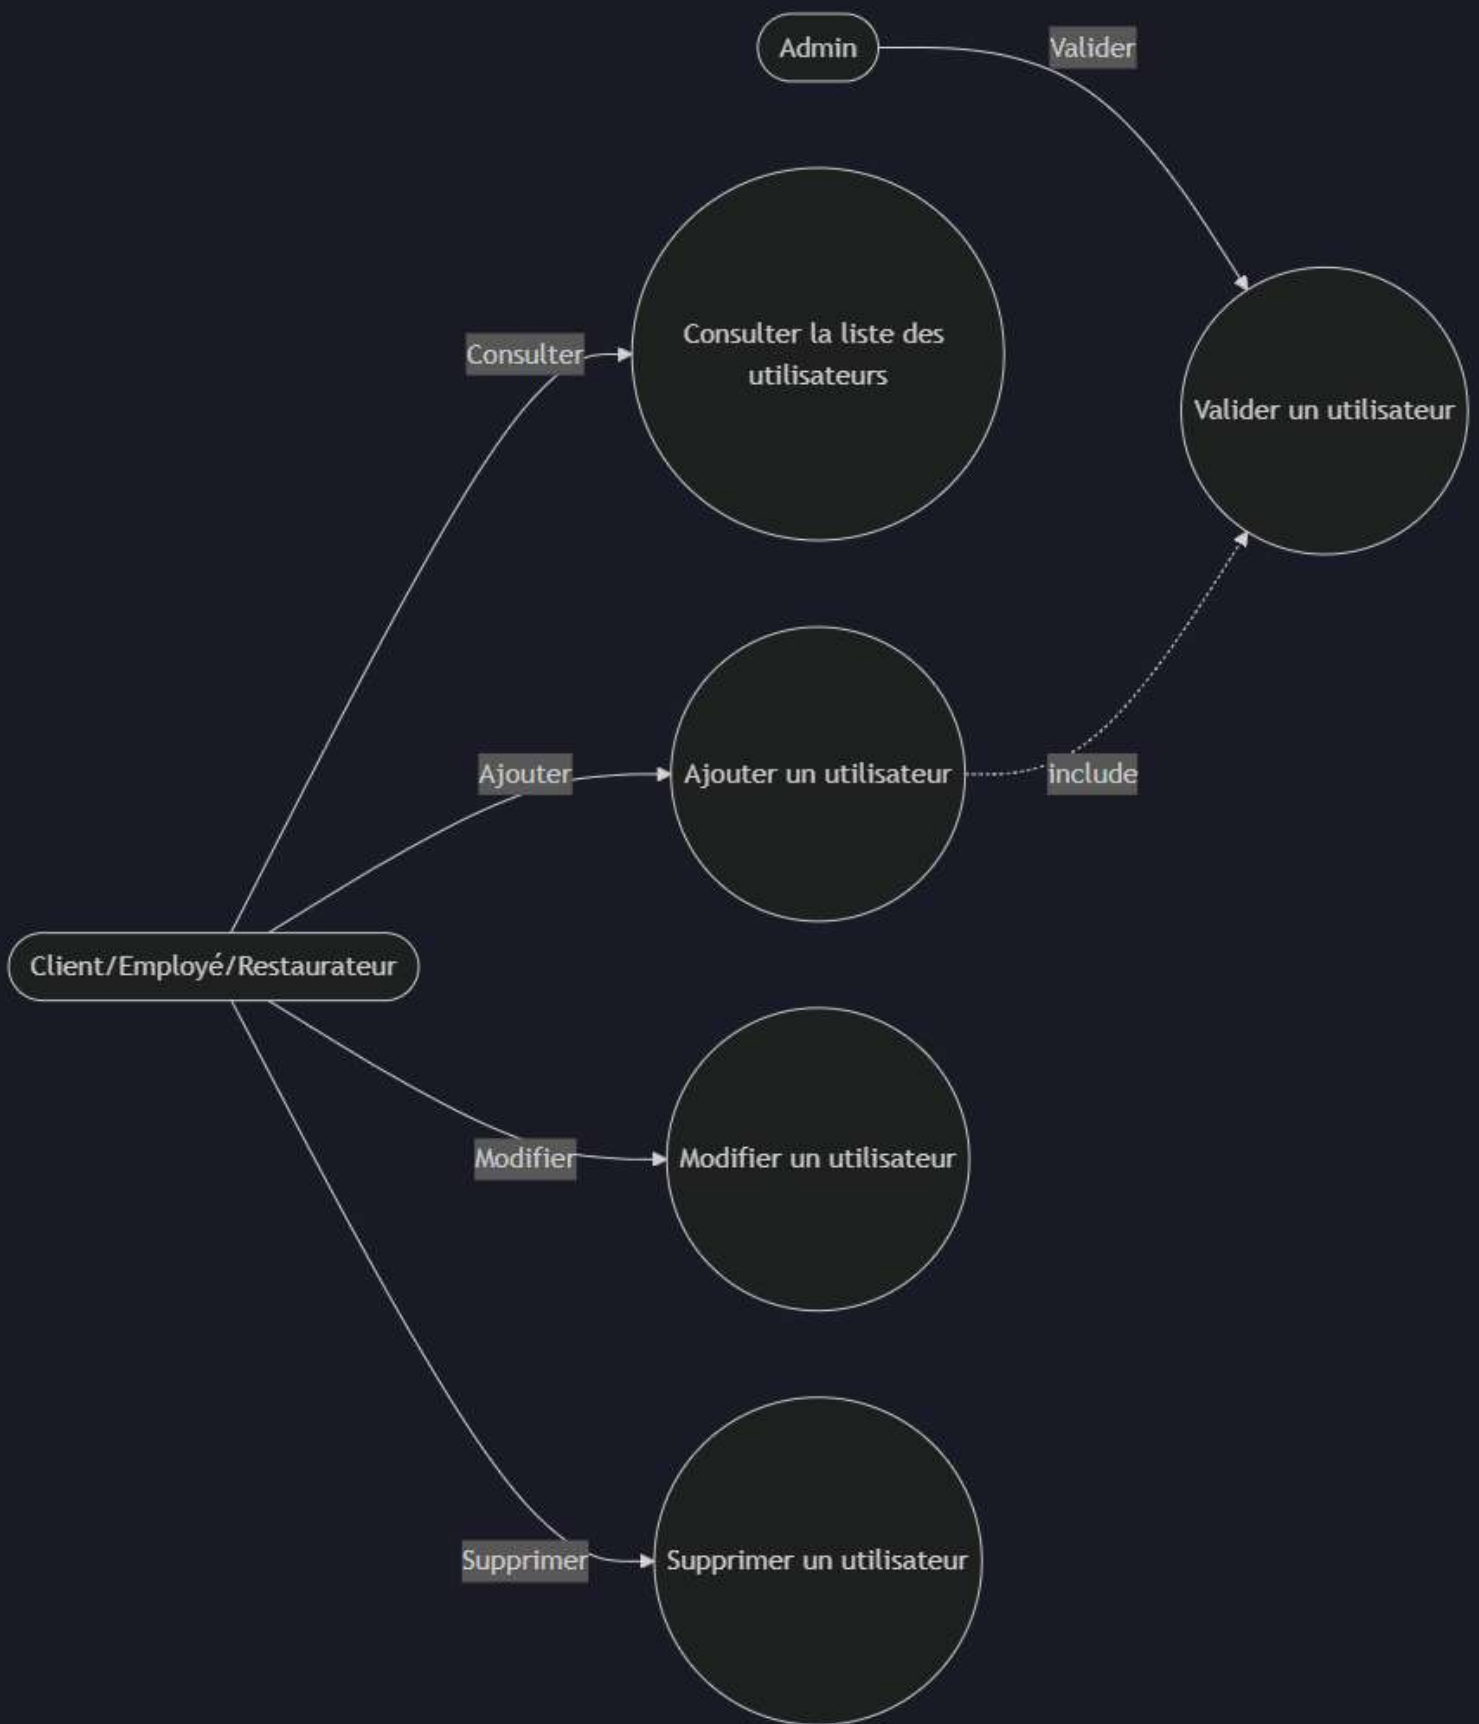 Admin
Valider
Consulter
Consulter la liste des
utilisateurs
Valider un utilisateur
Ajouter
Ajouter un utilisateur
include
Client/Employé/Restaurateur
Modifier
Modifier un utilisateur
Supprimer
Supprimer un utilisateur